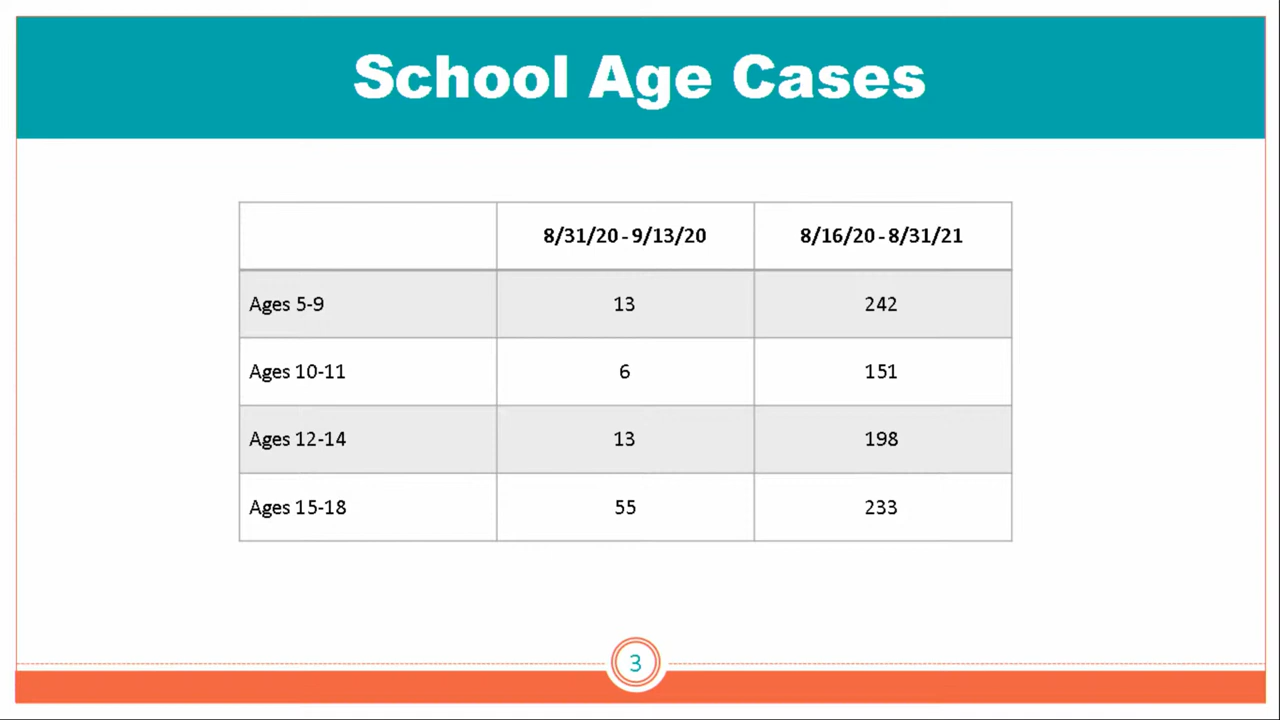 School Age Cases
8/31/20 - 9/13/20 8/16/20 - 8/31/21
Ages 5-9 13 242
Ages 10-11 6 151
Ages 12-14 13 198
Ages 15-18 55 233
3